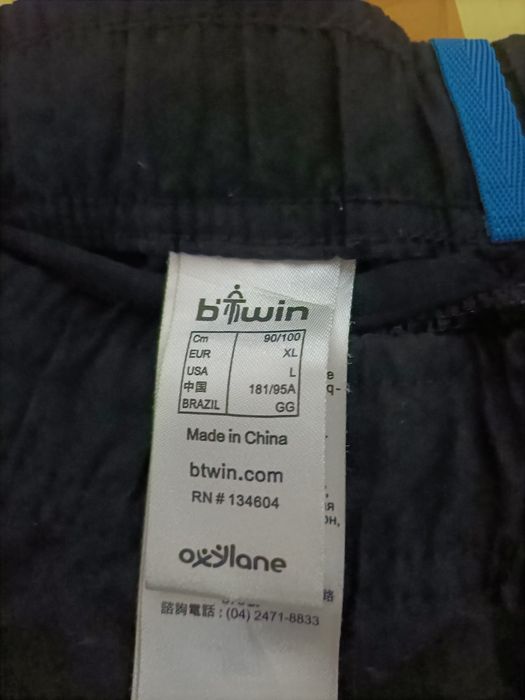 b'Twin
Cm 90/100
EUR XL
USA L
中国 181/95A
BRAZIL GG
Made in China
btwin.com
RN # 134604
oxylane
諮詢電話 : (04) 2471-8833